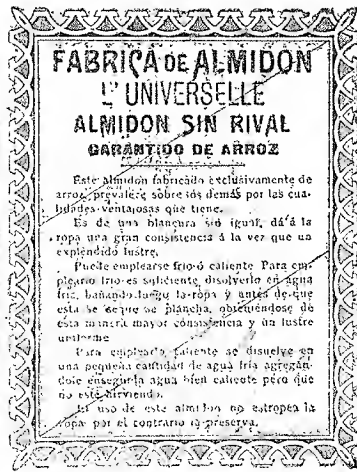 FABRICA DE ALMIDON
L' UNIVERSELLE
ALMIDON SIN RIVAL
GARANTIDO DE ARROZ
Este Almidon fabricado exclusivamente de
arroz, prevalece sobre los demás por las cua-
lidades ventajosas que tiene.
Es de una blancura sin igual, dá á la
ropa una gran consistencia á la vez que un
expléndido lustre.
Puede emplearse frio ó caliente Para em-
plearlo frio es suficiente disolverlo en agua
fria, bañando luego la ropa y antes de que
esta se seque se plancha, obteniéndose de
esta manera mayor consistencia y un lustre
uniforme
Para emplearlo caliente se disuelve en
una pequeña cantidad de agua fria agregán-
dole enseguida agua bien caliente pero que
no esté hirviendo.
El uso de este almidon no estropea la
ropa por el contrario la preserva.